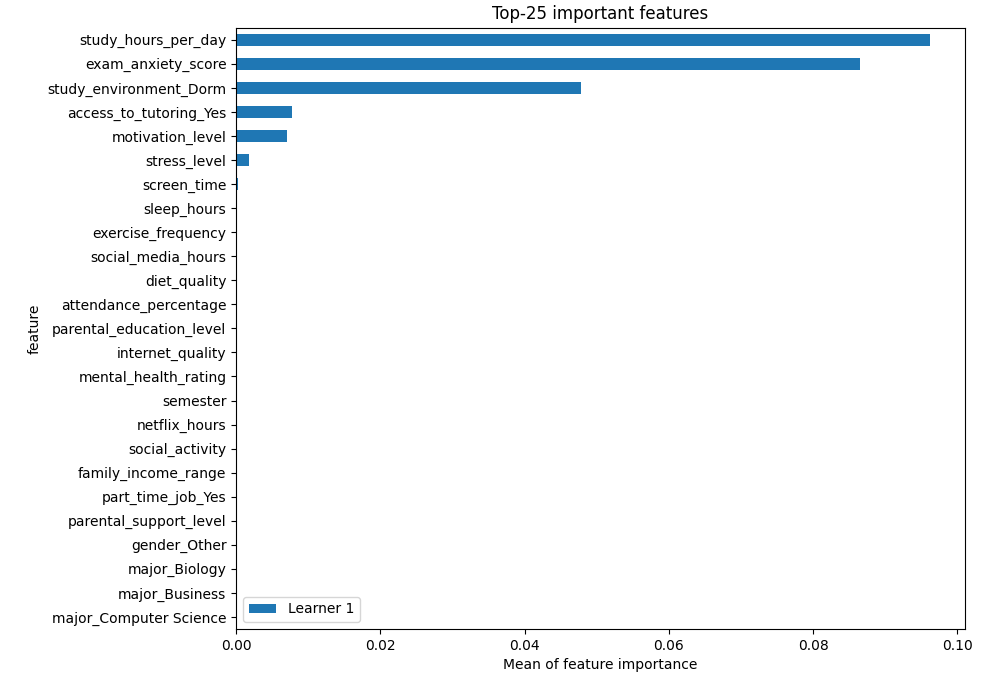 Top-25 important features
study_hours_per_day
exam_anxiety_score
study_environment_Dorm
access_to_tutoring_Yes
motivation_level
stress_level
screen_time
sleep_hours
exercise_frequency
social_media_hours
diet_quality
attendance_percentage
parental_education_level
internet_quality
mental_health_rating
semester
netflix_hours
social_activity
family_income_range
part_time_job_Yes
parental_support_level
gender_Other
major_Biology
major_Business
major_Computer Science
feature
Learner 1
0.00 0.02 0.04 0.06 0.08 0.10
Mean of feature importance